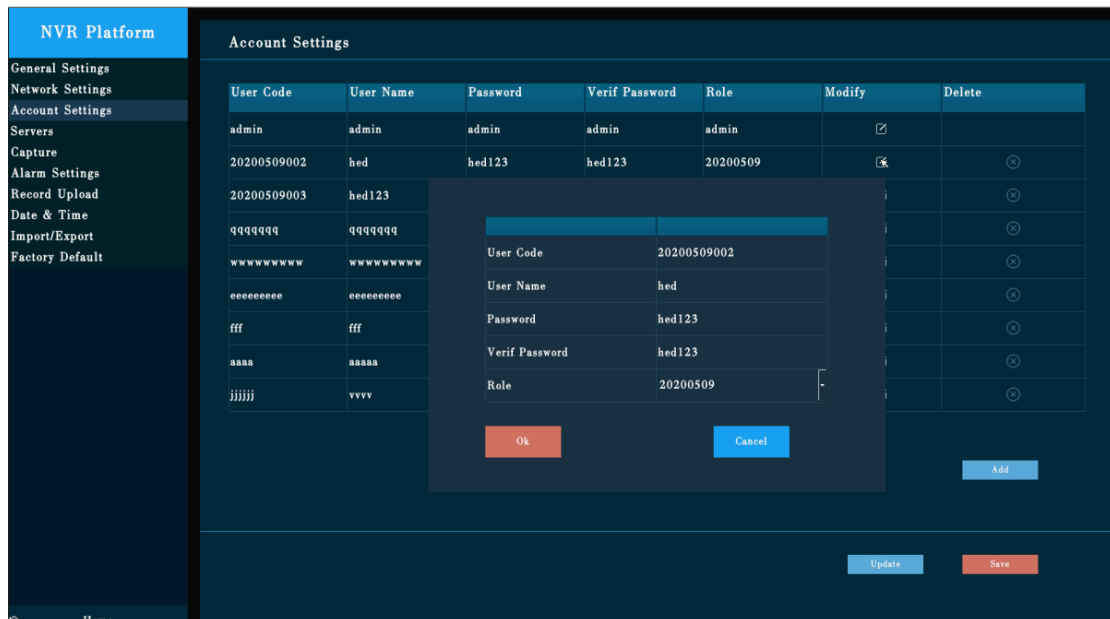 NVR Platform
General Settings
Network Settings
Account Settings
Servers
Capture
Alarm Settings
Record Upload
Date & Time
Import/Export
Factory Default
Account Settings
User Code User Name Password Verif Password Role Modify Delete
admin admin admin admin admin
20200509002 hed hed123 hed123 20200509
20200509003 hed123
qqqqqqq qqqqqqq
wwwwwwwww wwwwwwwww
eeeeeeeee eeeeeeeee
fff fff
aaaa aaaaa
jjjjjj vvvv
User Code 20200509002
User Name hed
Password hed123
Verif Password hed123
Role 20200509
Ok Cancel
Add
Update Save